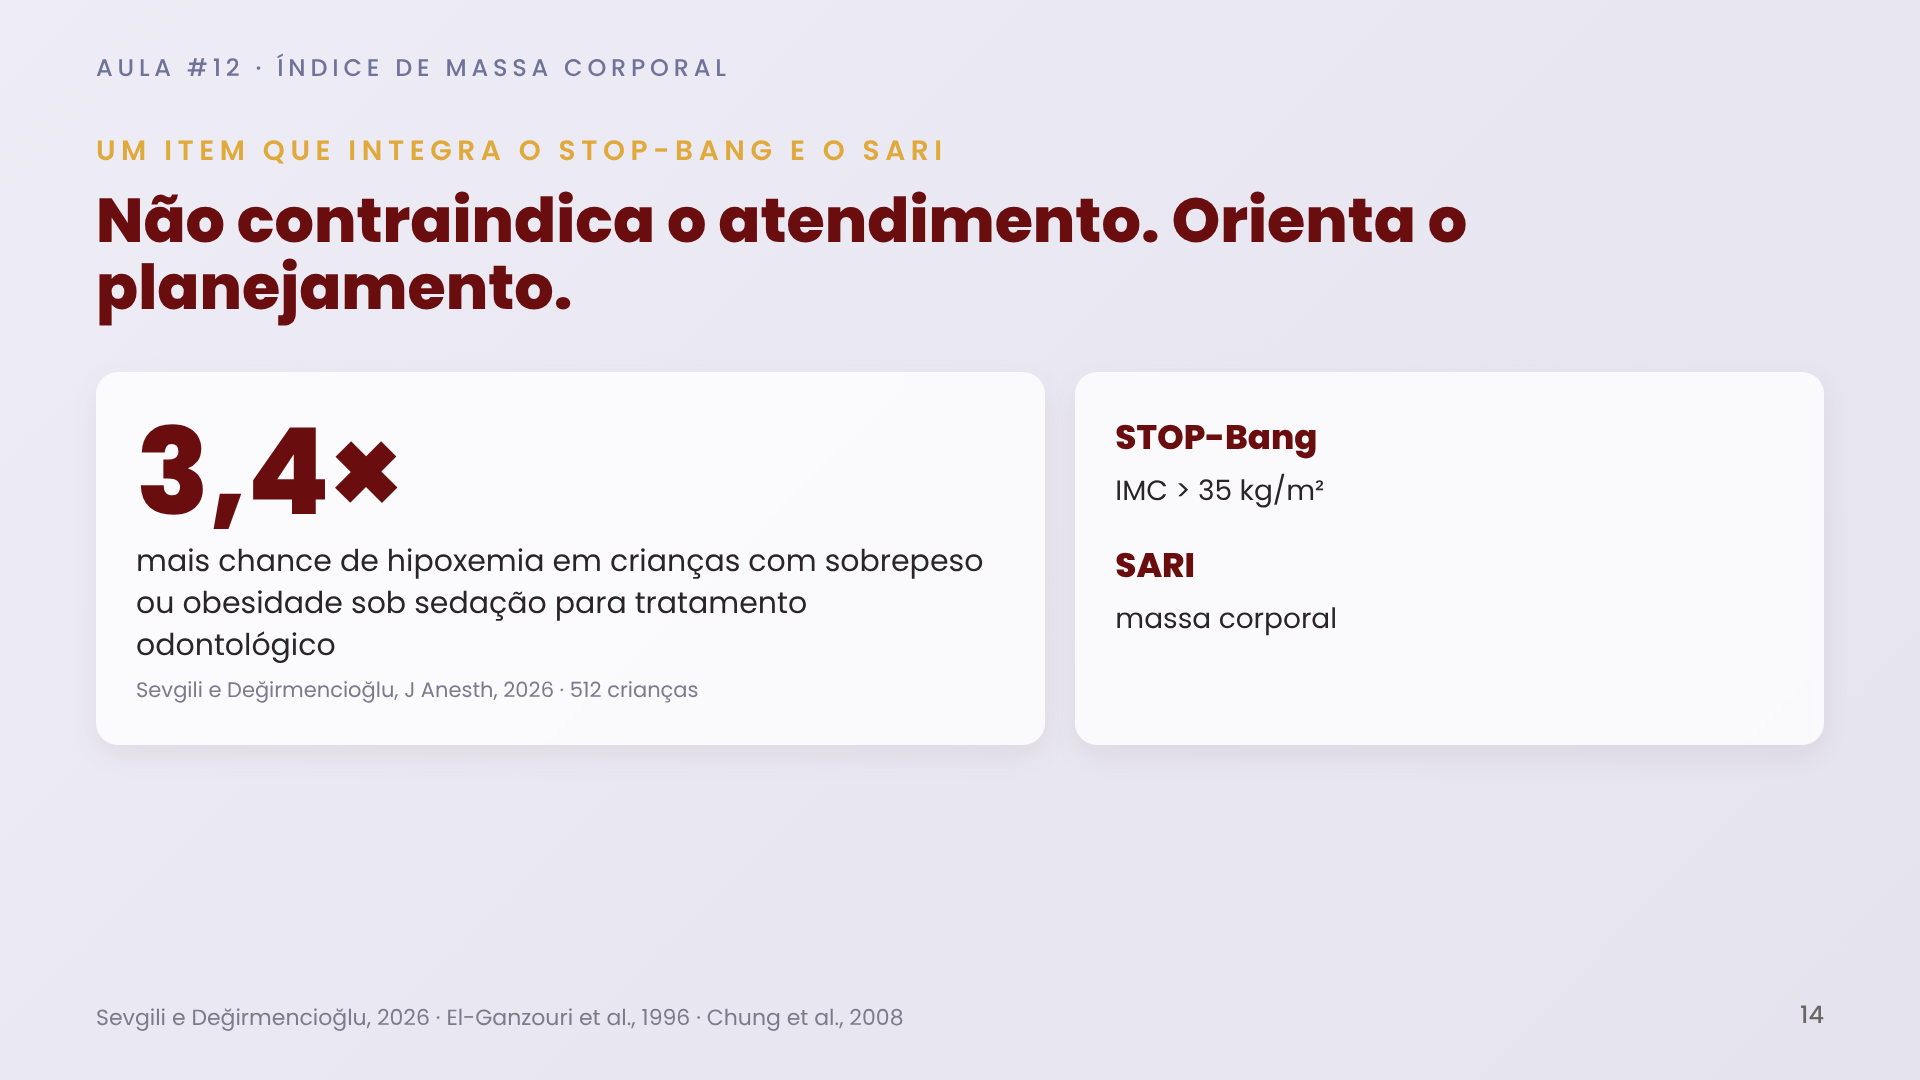 AULA #12 · ÍNDICE DE MASSA CORPORAL
UM ITEM QUE INTEGRA O STOP-BANG E O SARI
Não contraindica o atendimento. Orienta o
planejamento.
3,4×
mais chance de hipoxemia em crianças com sobrepeso
ou obesidade sob sedação para tratamento
odontológico
Sevgili e Değirmencioğlu, J Anesth, 2026 · 512 crianças
STOP-Bang
IMC > 35 kg/m²
SARI
massa corporal
Sevgili e Değirmencioğlu, 2026 · El-Ganzouri et al., 1996 · Chung et al., 2008
14